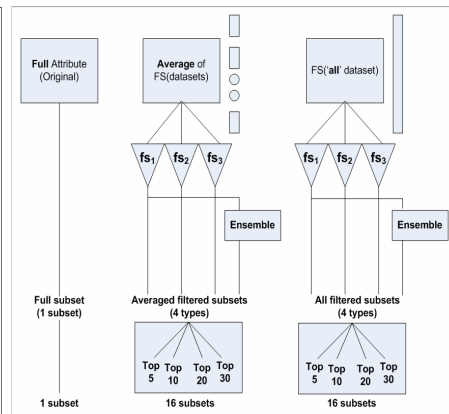 Full Attribute
(Original)
Average of
FS(datasets)
FS('all' dataset)
fs1
fs2
fs3
fs1
fs2
fs3
Ensemble
Ensemble
Full subset
(1 subset)
Averaged filtered subsets
(4 types)
All filtered subsets
(4 types)
Top
5
Top
10
Top
20
Top
30
Top
5
Top
10
Top
20
Top
30
1 subset
16 subsets
16 subsets